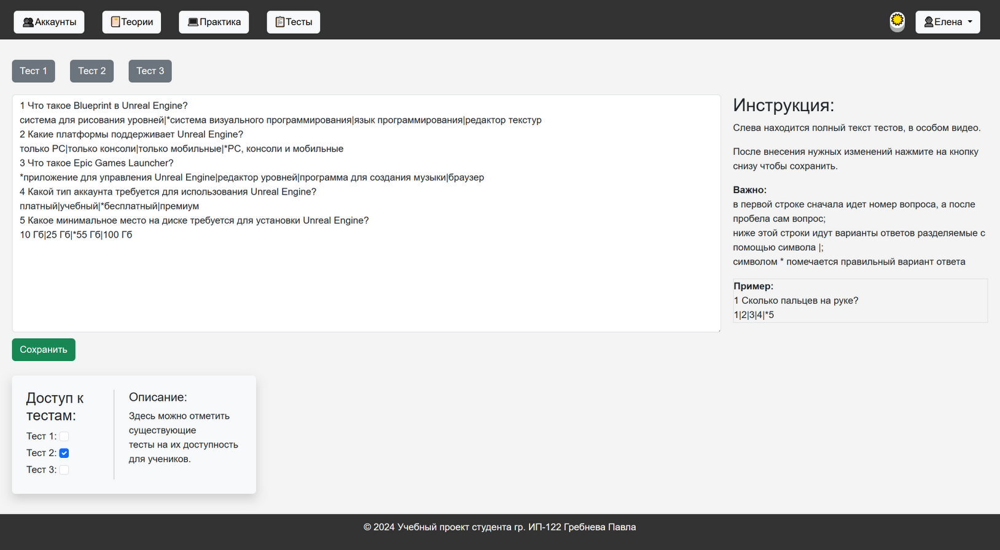 Аккаунты Теории Практика Тесты Елена
Тест 1 Тест 2 Тест 3
1 Что такое Blueprint в Unreal Engine?
система для рисования уровней|*система визуального программирования|язык программирования|редактор текстур
2 Какие платформы поддерживает Unreal Engine?
только PC|только консоли|только мобильные|*PC, консоли и мобильные
3 Что такое Epic Games Launcher?
*приложение для управления Unreal Engine|редактор уровней|программа для создания музыки|браузер
4 Какой тип аккаунта требуется для использования Unreal Engine?
платный|учебный|*бесплатный|премиум
5 Какое минимальное место на диске требуется для установки Unreal Engine?
10 Гб|25 Гб|*55 Гб|100 Гб
Сохранить
Инструкция:
Слева находится полный текст тестов, в особом видео.
После внесения нужных изменений нажмите на кнопку
снизу чтобы сохранить.
Важно:
в первой строке сначала идет номер вопроса, а после
пробела сам вопрос;
ниже этой строки идут варианты ответов разделяемые с
помощью символа |;
символом * помечается правильный вариант ответа
Пример:
1 Сколько пальцев на руке?
1|2|3|4|*5
Доступ к
тестам:
Тест 1:
Тест 2:
Тест 3:
Описание:
Здесь можно отметить
существующие
тесты на их доступность
для учеников.
© 2024 Учебный проект студента гр. ИП-122 Гребнева Павла